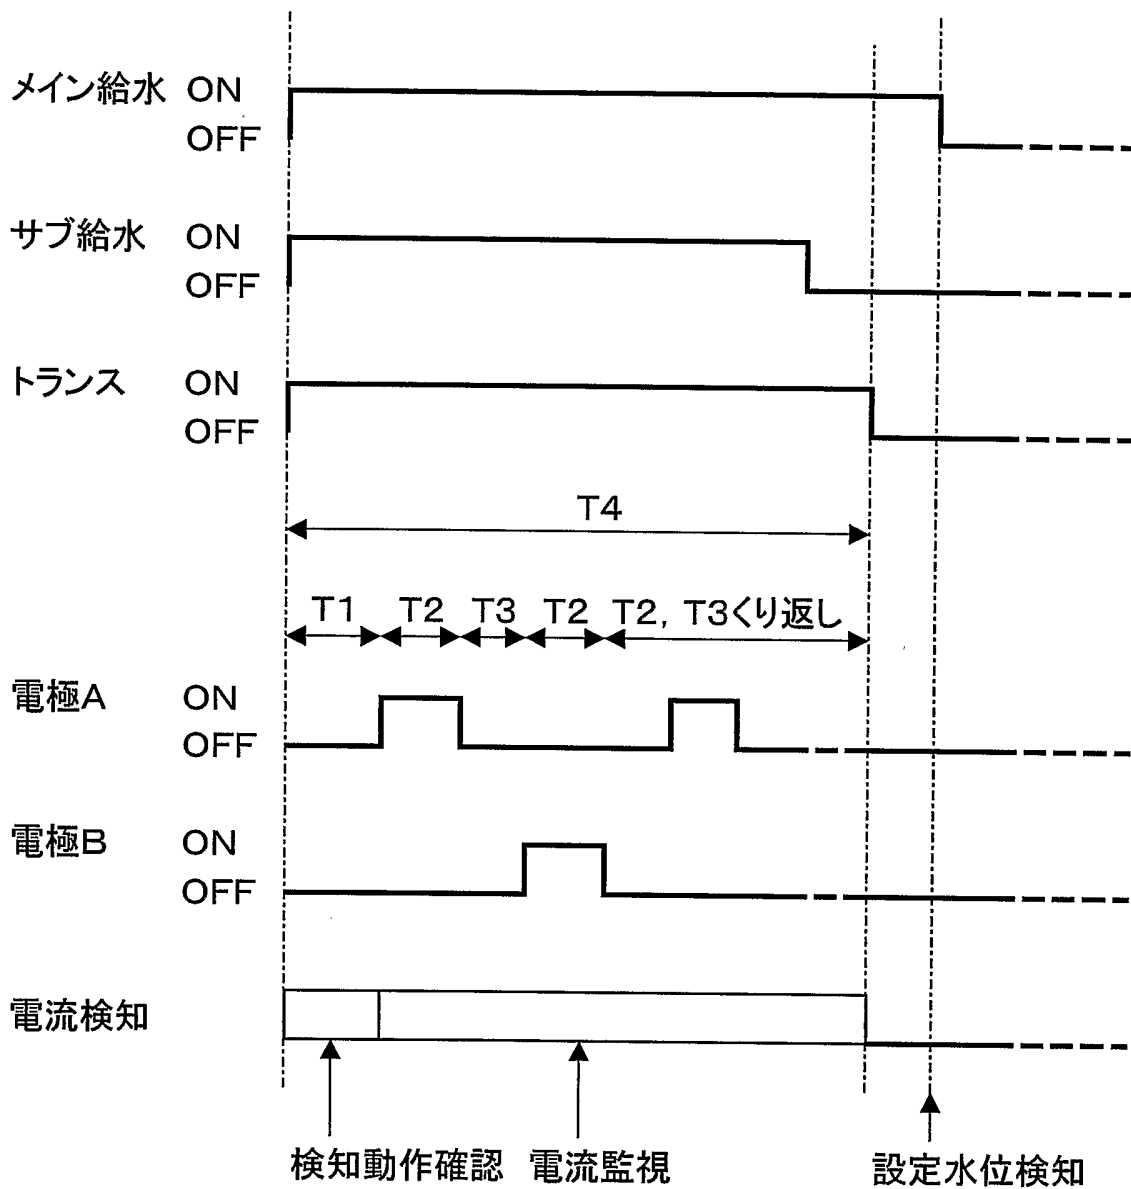 メイン給水 ON
OFF
サブ給水 ON
OFF
トランス ON
OFF
T4
T1 T2 T3 T2 T2, T3くり返し
電極A ON
OFF
電極B ON
OFF
電流検知
検知動作確認 電流監視 設定水位検知